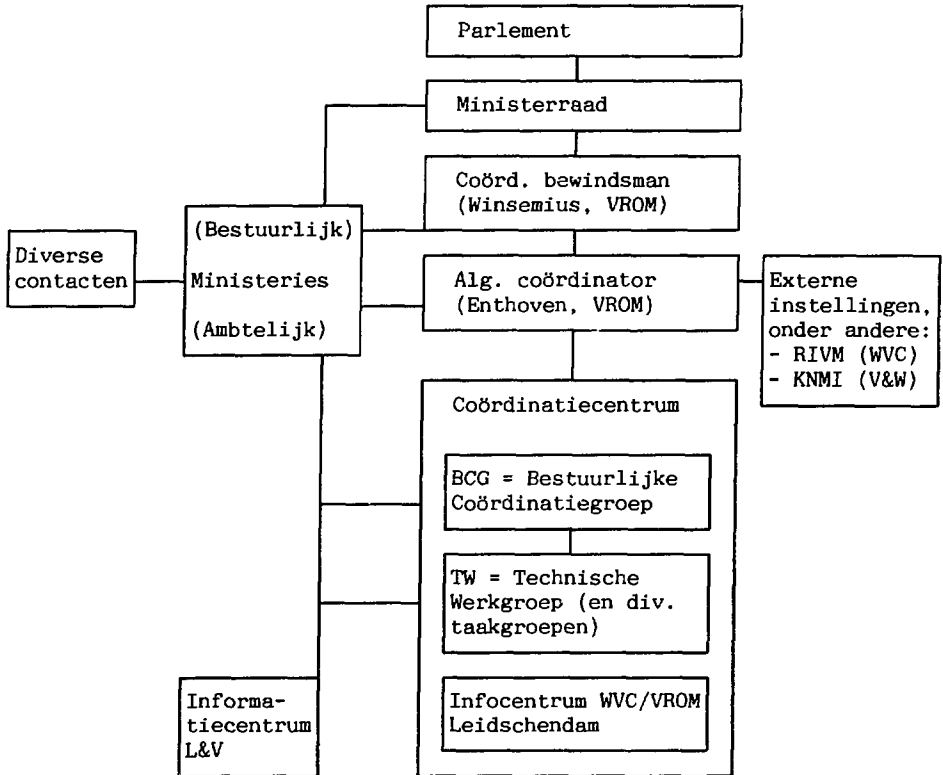 Parlement
Ministerraad
Coörd. bewindsman
(Winsemius, VROM)
(Bestuurlijk)
Ministeries
(Ambtelijk)
Diverse
contacten
Alg. coördinator
(Enthoven, VROM)
Externe
instellingen,
onder andere:
- RIVM (WVC)
- KNMI (V&W)
Coördinatiecentrum
BCG = Bestuurlijke
Coördinatiegroep
TW = Technische
Werkgroep (en div.
taakgroepen)
Informa-
tiecentrum
L&V
Infocentrum WVC/VROM
Leidschendam